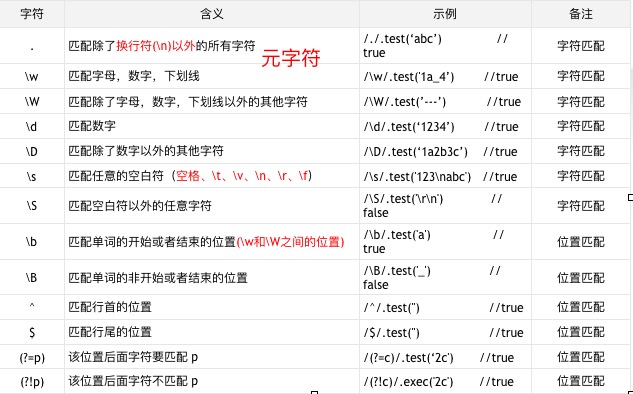 字符 含义 示例 备注
. 匹配除了换行符(\n)以外的所有字符 /./.test(‘abc’) // 字符匹配
true
元字符
\w 匹配字母，数字，下划线 /\w/.test('1a_4’) //true 字符匹配
\W 匹配除了字母，数字，下划线以外的其他字符 /\W/.test(’---’) //true 字符匹配
\d 匹配数字 /\d/.test(‘1234’) //true 字符匹配
\D 匹配除了数字以外的其他字符 /\D/.test(‘1a2b3c’) //true 字符匹配
\s 匹配任意的空白符（空格、\t、\v、\n、\r、\f） /\s/.test('123\nabc') //true 字符匹配
\S 匹配空白符以外的任意字符 /\S/.test('\r\n') // 字符匹配
false
\b 匹配单词的开始或者结束的位置(\w和\W之间的位置) /\b/.test('a') // 位置匹配
true
\B 匹配单词的非开始或者结束的位置 /\B/.test('_') // 位置匹配
false
^ 匹配行首的位置 /^/.test('') //true 位置匹配
$ 匹配行尾的位置 /$/.test('') //true 位置匹配
(?=p) 该位置后面字符要匹配 p /(?=c)/.test(‘2c') //true 位置匹配
(?!p) 该位置后面字符不匹配 p /(?!c)/.exec('2c') //true 位置匹配